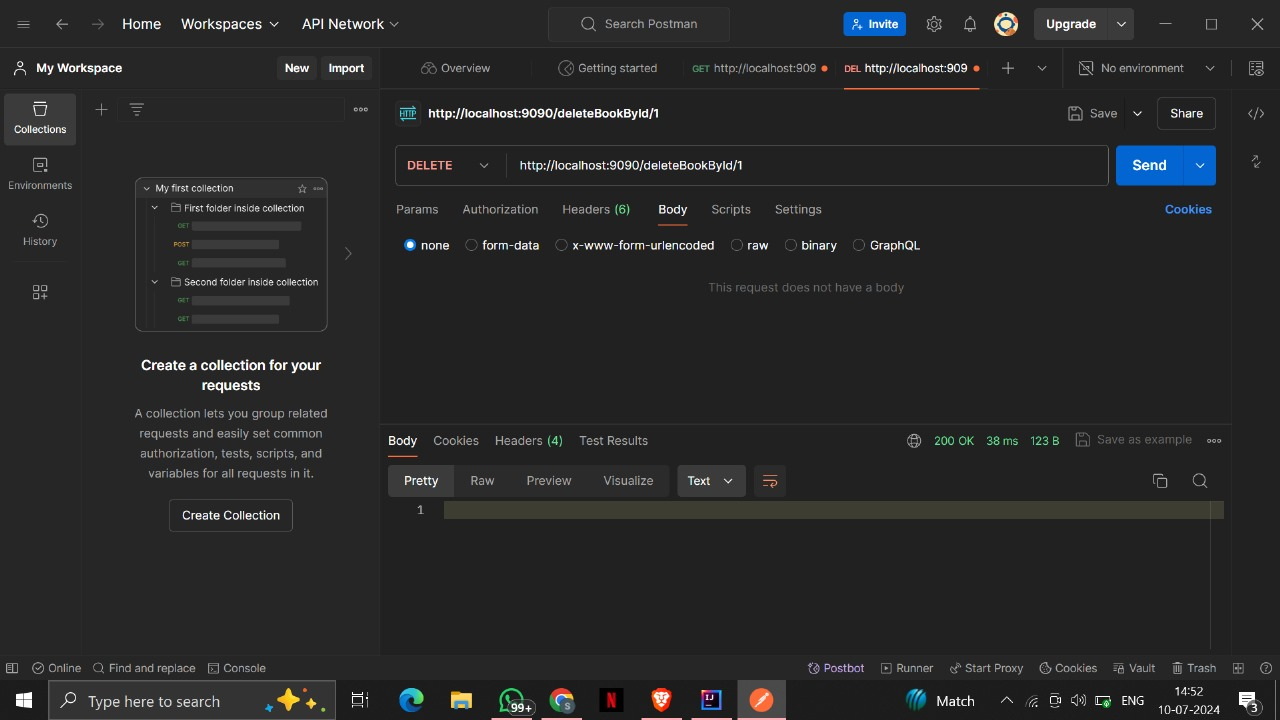 Home Workspaces API Network Search Postman Invite Upgrade
My Workspace New Import Overview Getting started GET http://localhost:909 DEL http://localhost:909 No environment
Collections
Environments
History
My first collection
First folder inside collection
GET
POST
GET
Second folder inside collection
GET
GET
Create a collection for your
requests
A collection lets you group related
requests and easily set common
authorization, tests, scripts, and
variables for all requests in it.
Create Collection
HTTP http://localhost:9090/deleteBookById/1 Save Share
DELETE http://localhost:9090/deleteBookById/1 Send
Params Authorization Headers (6) Body Scripts Settings Cookies
none form-data x-www-form-urlencoded raw binary GraphQL
This request does not have a body
Body Cookies Headers (4) Test Results 200 OK 38 ms 123 B Save as example
Pretty Raw Preview Visualize Text
1
Online Find and replace Console Postbot Runner Start Proxy Cookies Vault Trash
Type here to search 99+ S N IJ Match ENG 14:52
10-07-2024 3